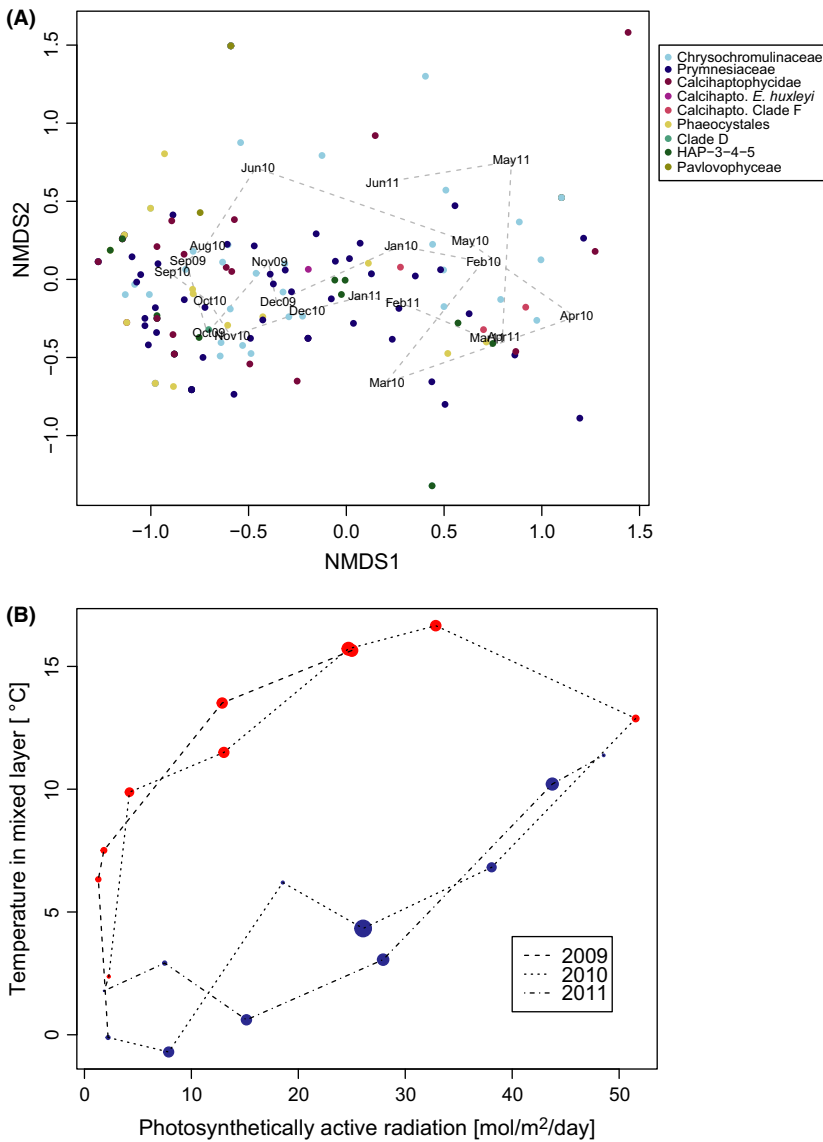 (A)
1.5
1.0
0.5
0.0
−0.5
−1.0
NMDS2
−1.0
−0.5
0.0
0.5
1.0
1.5
NMDS1
Jun10
May11
Jun11
Aug10
Jan10
May10
Sep09
Nov09
Feb10
Sep10
Oct10
Dec09
Dec10
Jan11
Feb11
Apr10
Oct09
Nov10
Mar11
Apr11
Mar10
Chrysochromulinaceae
Prymnesiaceae
Calcihaptophycidae
Calcihapto. E. huxleyi
Calcihapto. Clade F
Phaeocystales
Clade D
HAP−3−4−5
Pavlovophyceae
(B)
15
10
5
0
Temperature in mixed layer [ °C]
2009
2010
2011
0
10
20
30
40
50
Photosynthetically active radiation [mol/m²/day]